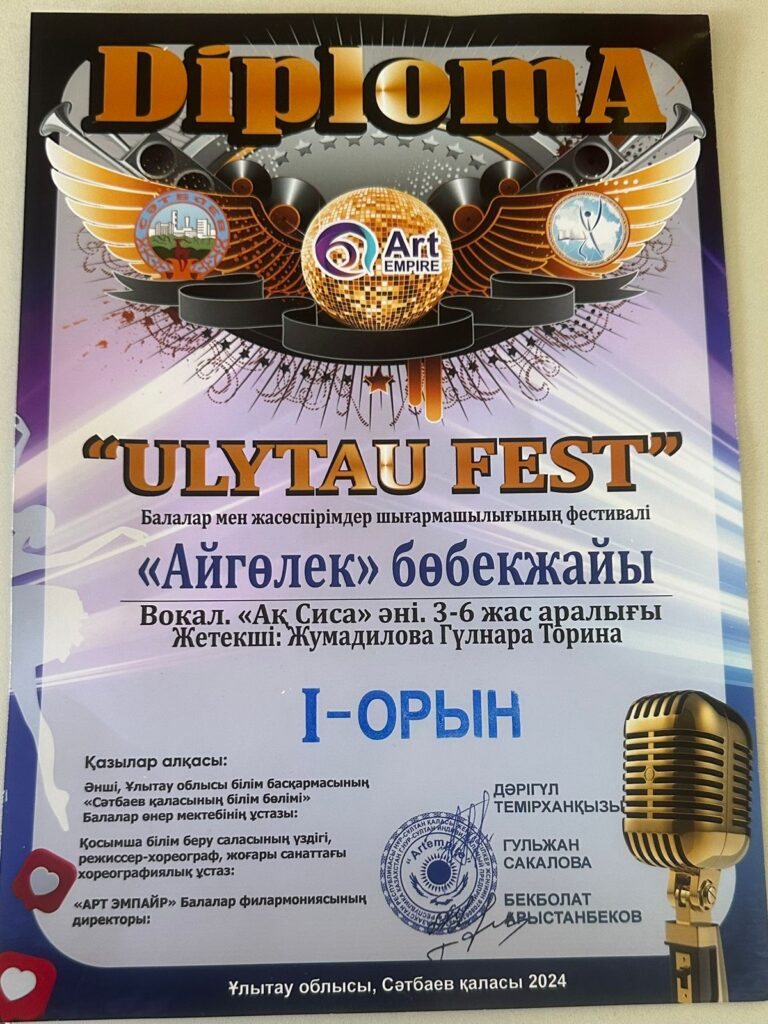 DiplomA
СӘТБАЕВ
Art
EMPIRE
“ULYTAU FEST”
Балалар мен жасөспірімдер шығармашылығының фестивалі
«Айгөлек» бөбекжайы
Вокал. «Ақ Сиса» әні. 3-6 жас аралығы
Жетекші: Жумадилова Гүлнара Торина
I-ОРЫН
Қазылар алқасы:
Әнші, Ұлытау облысы білім басқармасының
«Сәтбаев қаласының білім бөлімі»
Балалар өнер мектебінің ұстазы:
ДӘРІГҮЛ
ТЕМІРХАНҚЫЗЫ
Қосымша білім беру саласының үздігі,
режиссер-хореограф, жоғары санаттағы
хореографиялық ұстаз:
ГУЛЬЖАН
САКАЛОВА
«АРТ ЭМПАЙР» Балалар филармониясының
директоры:
БЕКБОЛАТ
АРЫСТАНБЕКОВ
"Artempire"
Ұлытау облысы, Сәтбаев қаласы 2024